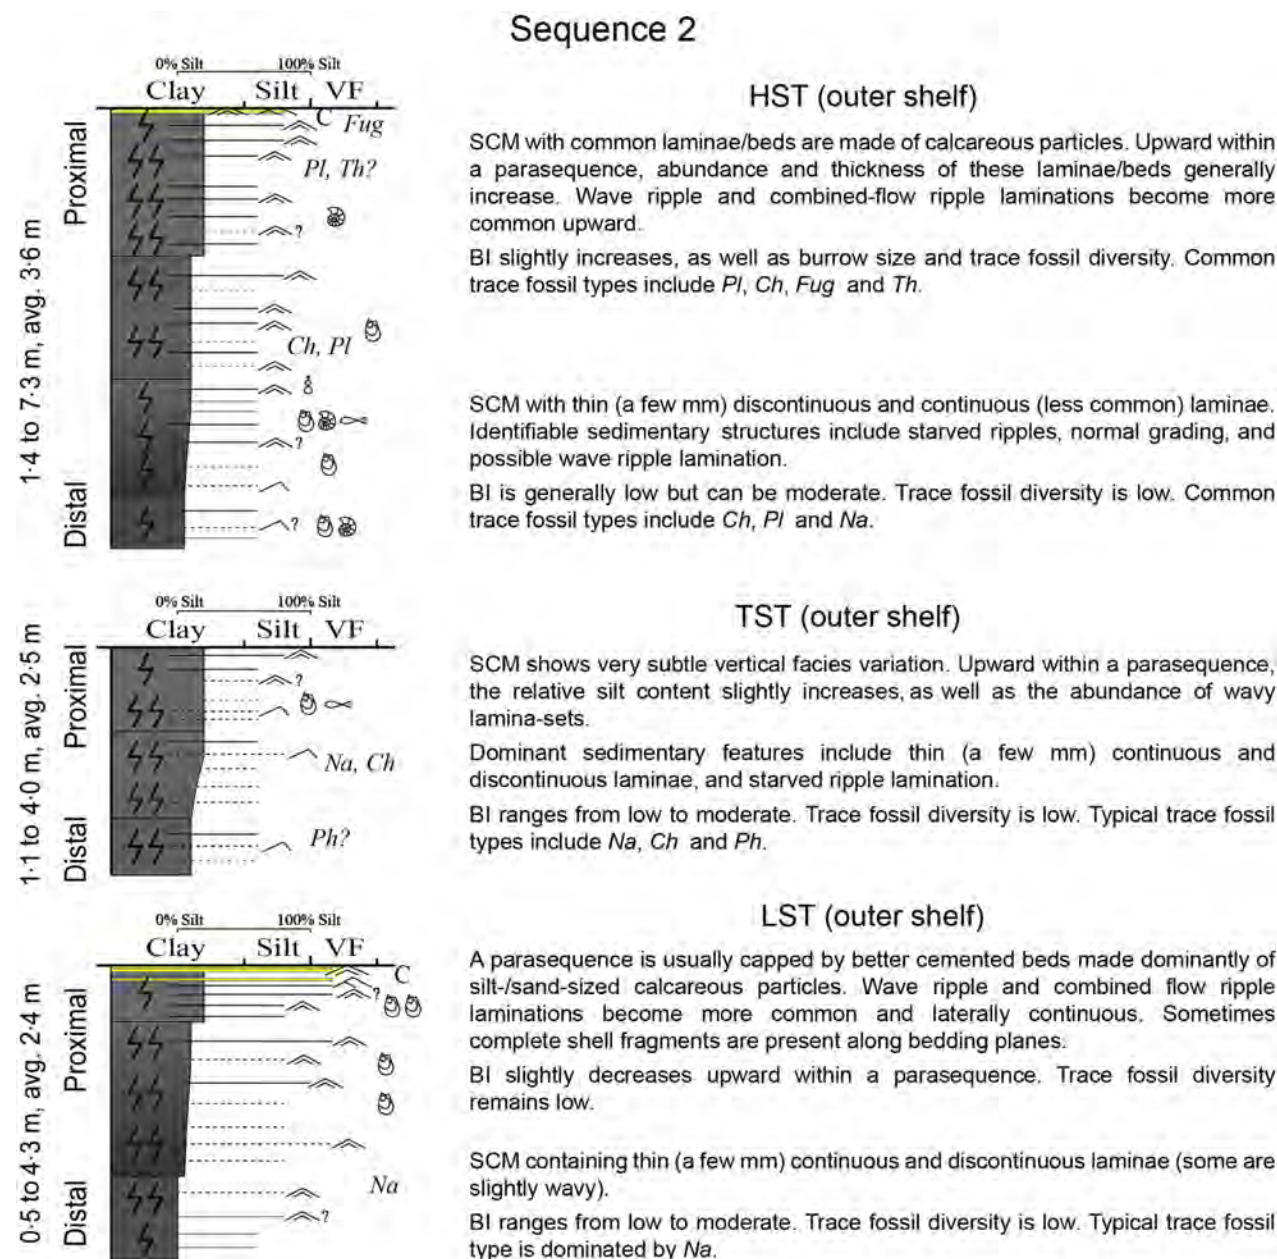 Sequence 2
0% Silt 100% Silt
Clay Silt VF
Proximal
Distal
1·4 to 7·3 m, avg. 3·6 m
C Fug
Pl, Th?
?
Ch, Pl
?
?
HST (outer shelf)
SCM with common laminae/beds are made of calcareous particles. Upward within
a parasequence, abundance and thickness of these laminae/beds generally
increase. Wave ripple and combined-flow ripple laminations become more
common upward.
BI slightly increases, as well as burrow size and trace fossil diversity. Common
trace fossil types include Pl, Ch, Fug and Th.
SCM with thin (a few mm) discontinuous and continuous (less common) laminae.
Identifiable sedimentary structures include starved ripples, normal grading, and
possible wave ripple lamination.
BI is generally low but can be moderate. Trace fossil diversity is low. Common
trace fossil types include Ch, Pl and Na.
0% Silt 100% Silt
Clay Silt VF
Proximal
Distal
1·1 to 4·0 m, avg. 2·5 m
?
Na, Ch
Ph?
TST (outer shelf)
SCM shows very subtle vertical facies variation. Upward within a parasequence,
the relative silt content slightly increases, as well as the abundance of wavy
lamina-sets.
Dominant sedimentary features include thin (a few mm) continuous and
discontinuous laminae, and starved ripple lamination.
BI ranges from low to moderate. Trace fossil diversity is low. Typical trace fossil
types include Na, Ch and Ph.
0% Silt 100% Silt
Clay Silt VF
Proximal
Distal
0·5 to 4·3 m, avg. 2·4 m
C
?
Na
?
LST (outer shelf)
A parasequence is usually capped by better cemented beds made dominantly of
silt-/sand-sized calcareous particles. Wave ripple and combined flow ripple
laminations become more common and laterally continuous. Sometimes
complete shell fragments are present along bedding planes.
BI slightly decreases upward within a parasequence. Trace fossil diversity
remains low.
SCM containing thin (a few mm) continuous and discontinuous laminae (some are
slightly wavy).
BI ranges from low to moderate. Trace fossil diversity is low. Typical trace fossil
type is dominated by Na.